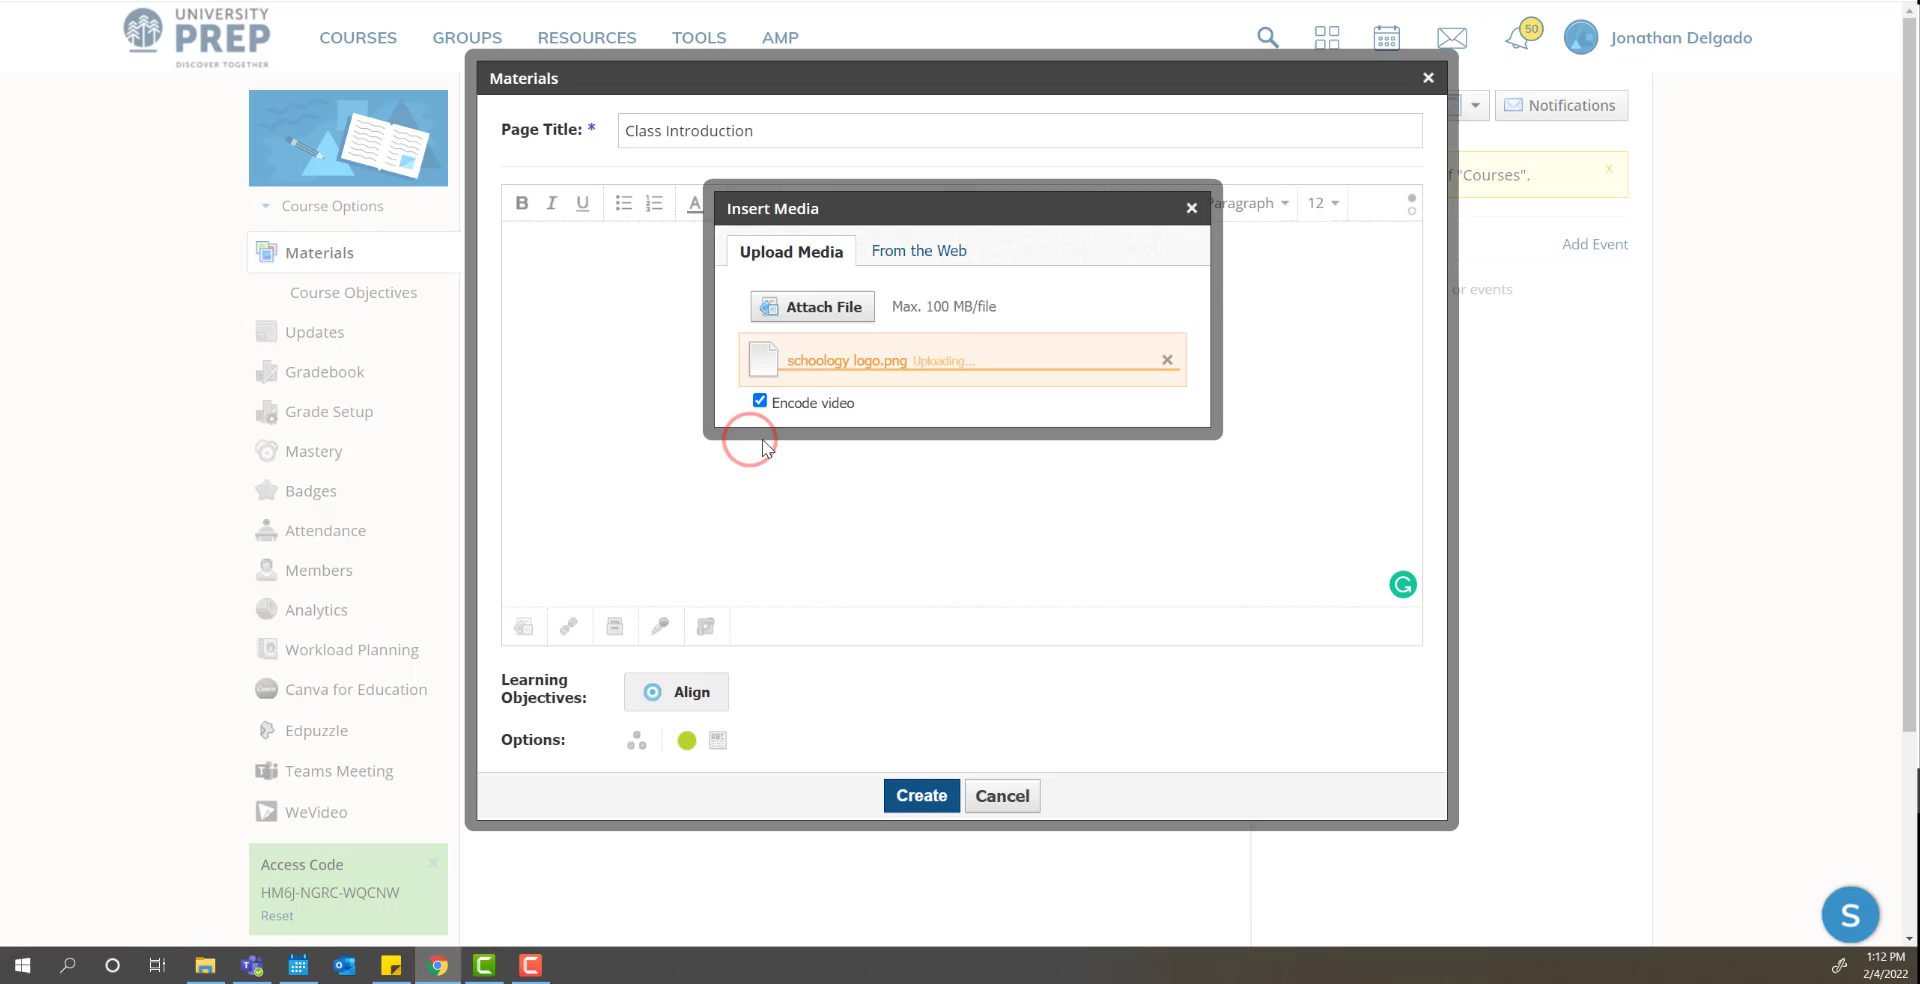 UNIVERSITY
PREP
DISCOVER TOGETHER
COURSES
GROUPS
RESOURCES
TOOLS
AMP
50
Jonathan Delgado
Course Options
Materials
Course Objectives
Updates
Gradebook
Grade Setup
Mastery
Badges
Attendance
Members
Analytics
Workload Planning
Canva for Education
Edpuzzle
Teams Meeting
WeVideo
Access Code
HM6J-NGRC-WQCNW
Reset
Materials
Page Title: *
Class Introduction
B I U A
Paragraph
12
Insert Media
Upload Media
From the Web
Attach File
Max. 100 MB/file
schoology logo.png Uploading...
Encode video
Learning
Objectives:
Align
Options:
Create
Cancel
Notifications
f "Courses".
x
Add Event
or events
S
1:12 PM
2/4/2022